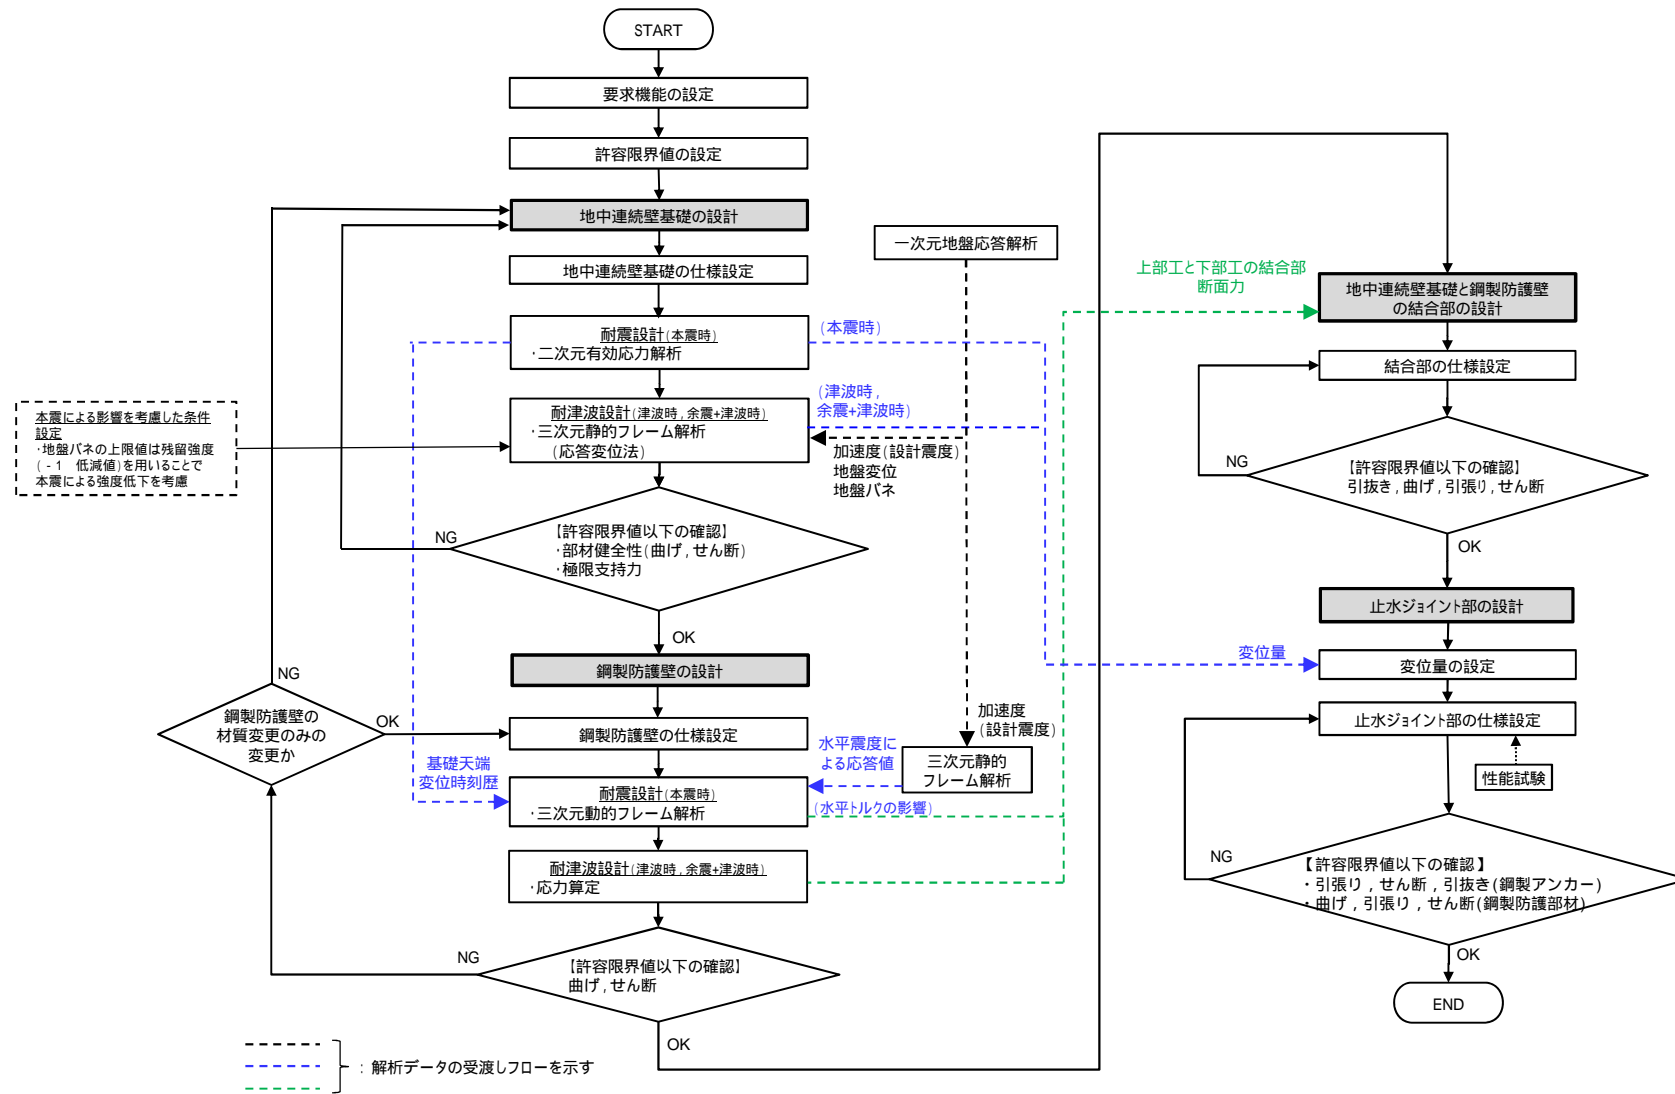 START
要求機能の設定
許容限界値の設定
地中連続壁基礎の設計
地中連続壁基礎の仕様設定
耐震設計(本震時)
・二次元有効応力解析
耐津波設計(津波時,余震+津波時)
・三次元静的フレーム解析
(応答変位法)
本震による影響を考慮した条件
設定
・地盤バネの上限値は残留強度
(-1 低減値)を用いることで
本震による強度低下を考慮
【許容限界値以下の確認】
・部材健全性(曲げ,せん断)
・極限支持力
NG
OK
鋼製防護壁の設計
鋼製防護壁の仕様設定
耐震設計(本震時)
・三次元動的フレーム解析
耐津波設計(津波時,余震+津波時)
・応力算定
【許容限界値以下の確認】
曲げ,せん断
NG
OK
鋼製防護壁の
材質変更のみの
変更か
NG
OK
基礎天端
変位時刻歴
一次元地盤応答解析
(本震時)
(津波時,
余震+津波時)
加速度(設計震度)
地盤変位
地盤バネ
加速度
(設計震度)
三次元静的
フレーム解析
水平震度に
よる応答値
(水平トルクの影響)
上部工と下部工の結合部
断面力
地中連続壁基礎と鋼製防護壁
の結合部の設計
結合部の仕様設定
【許容限界値以下の確認】
引抜き,曲げ,引張り,せん断
NG
OK
止水ジョイント部の設計
変位量
変位量の設定
止水ジョイント部の仕様設定
性能試験
【許容限界値以下の確認】
・引張り,せん断,引抜き(鋼製アンカー)
・曲げ,引張り,せん断(鋼製防護部材)
NG
OK
END
:解析データの受渡しフローを示す